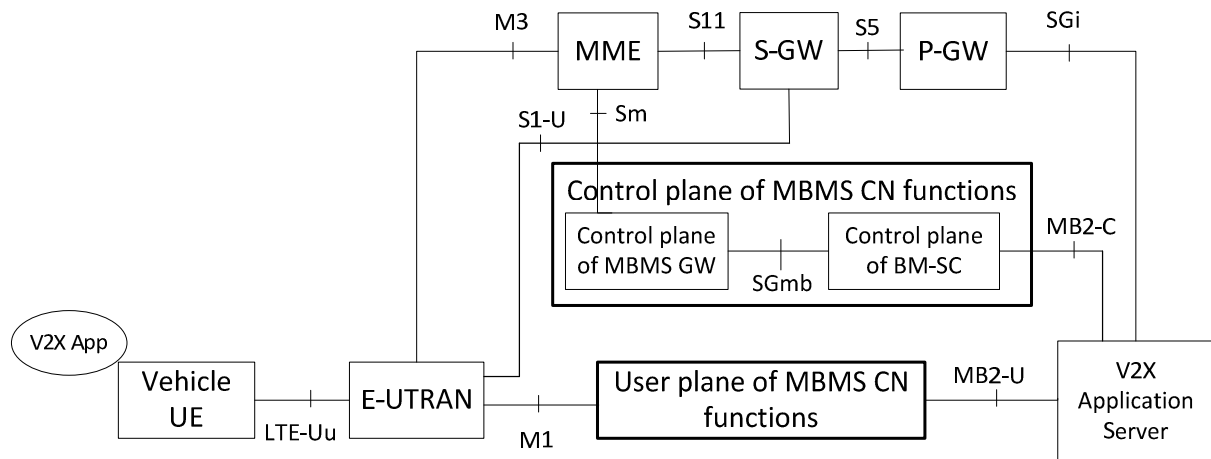 M3
S11
S5
SGi
MME
S-GW
P-GW
S1-U
Sm
Control plane of MBMS CN functions
Control plane
of MBMS GW
SGmb
Control plane
of BM-SC
MB2-C
V2X App
Vehicle
UE
LTE-Uu
E-UTRAN
M1
User plane of MBMS CN
functions
MB2-U
V2X
Application
Server